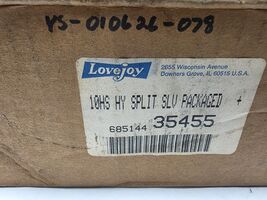 YS-010626-078
Lovejoy
2655 Wisconsin Avenue
Downers Grove, IL 60515 U.S.A.
10HS HY SPLIT SLV PACKAGED +
685144 35455